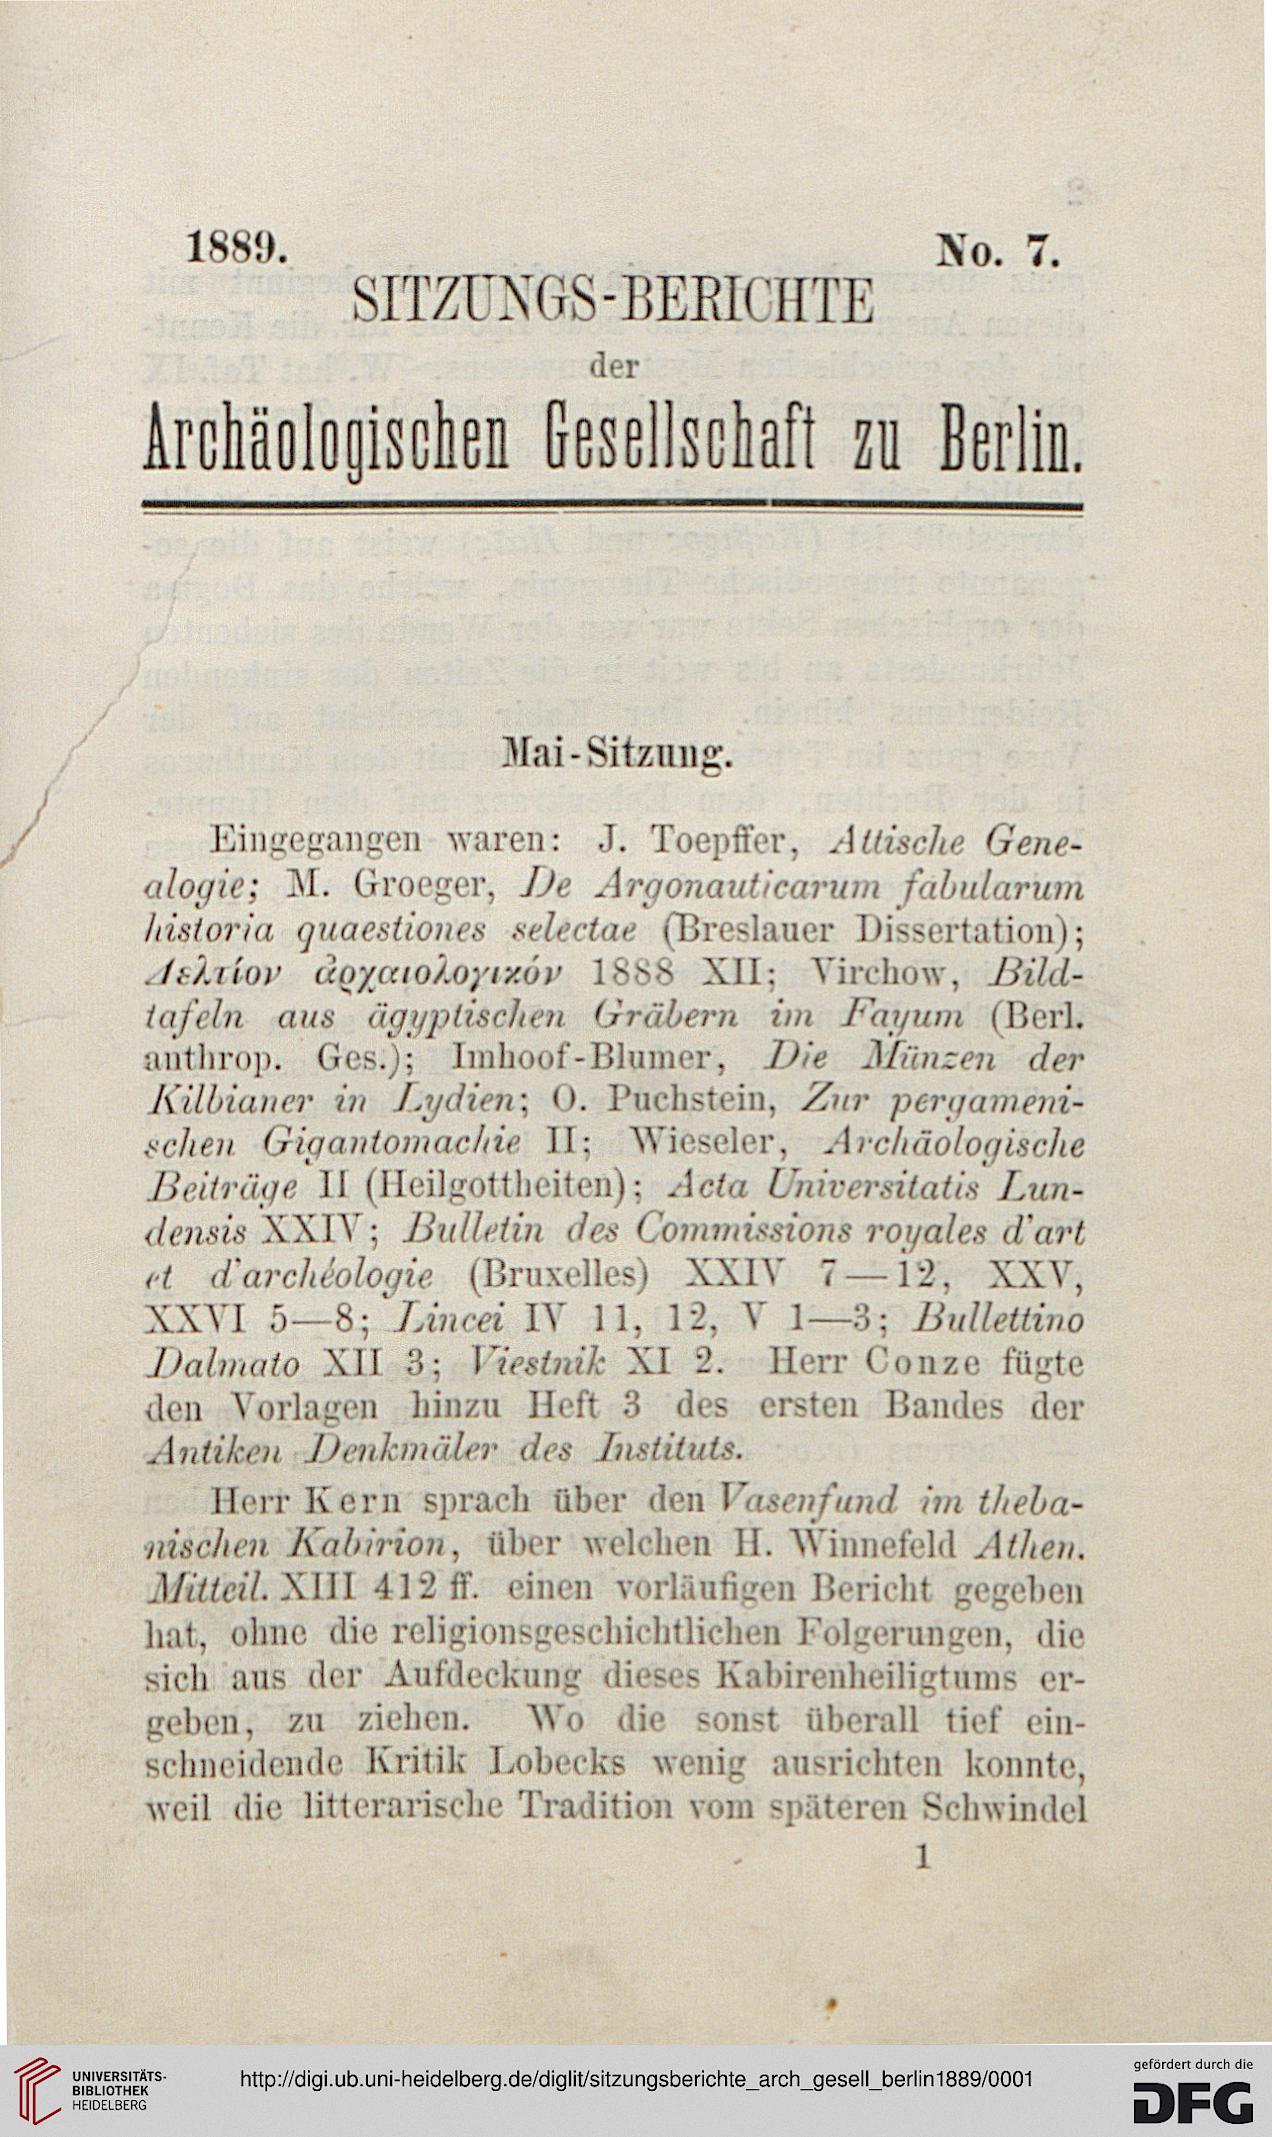 1889.
No. 7.
SITZUNGS-BERICHTE
der
Archäologischen Gesellschaft zu Berlin.
Mai-Sitzung.
Eingegangen waren: J. Toepffer, Attische Gene-
alogie; M. Groeger, De Argonauticarum fabularum
historia quaestiones selectae (Breslauer Dissertation);
Δελτίον ἀρχαιολογικόν 1888 XII; Virchow, Bild-
tafeln aus ägyptischen Gräbern im Fayum (Berl.
anthrop. Ges.); Imhoof-Blumer, Die Münzen der
Kilbianer in Lydien; O. Puchstein, Zur pergameni-
schen Gigantomachie II; Wieseler, Archäologische
Beiträge II (Heilgottheiten); Acta Universitatis Lun-
densis XXIV; Bulletin des Commissions royales d'art
et d'archéologie (Bruxelles) XXIV 7—12, XXV,
XXVI 5—8; Lincei IV 11, 12, V 1—3; Bullettino
Dalmato XII 3; Viestnik XI 2. Herr Conze fügte
den Vorlagen hinzu Heft 3 des ersten Bandes der
Antiken Denkmäler des Instituts.
Herr Kern sprach über den Vasenfund im theba-
nischen Kabirion, über welchen H. Winnefeld Athen.
Mitteil. XIII 412 ff. einen vorläufigen Bericht gegeben
hat, ohne die religionsgeschichtlichen Folgerungen, die
sich aus der Aufdeckung dieses Kabirenheiligtums er-
geben, zu ziehen. Wo die sonst überall tief ein-
schneidende Kritik Lobecks wenig ausrichten konnte,
weil die litterarische Tradition vom späteren Schwindel
1
UNIVERSITÄTS-
BIBLIOTHEK
HEIDELBERG
http://digi.ub.uni-heidelberg.de/diglit/sitzungsberichte_arch_gesell_berlin1889/0001
gefördert durch die
DFG